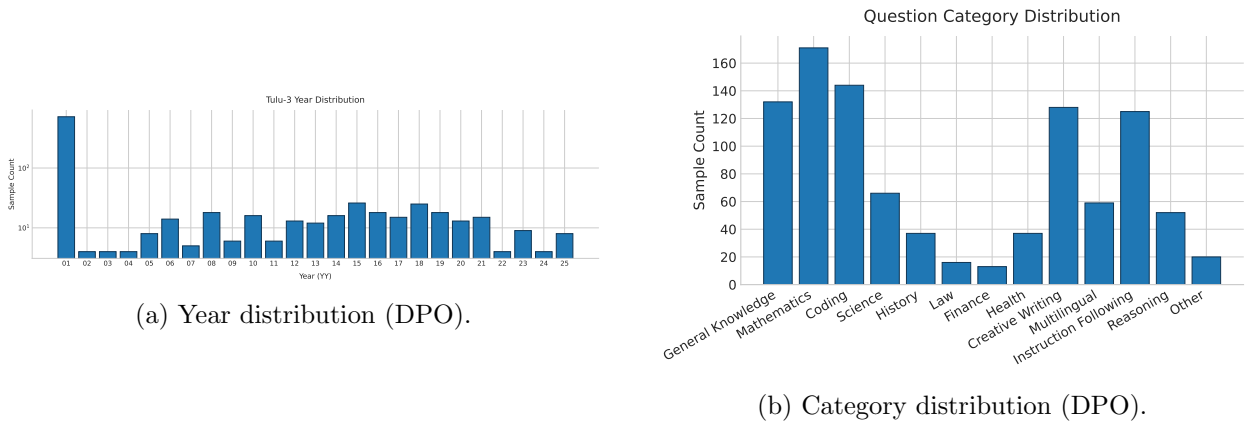 Tulu-3 Year Distribution
Sample Count
10²
10¹
01 02 03 04 05 06 07 08 09 10 11 12 13 14 15 16 17 18 19 20 21 22 23 24 25
Year (YY)
(a) Year distribution (DPO).
Question Category Distribution
Sample Count
160
140
120
100
80
60
40
20
0
General Knowledge
Mathematics
Coding
Science
History
Law
Finance
Health
Creative Writing
Multilingual
Instruction Following
Reasoning
Other
(b) Category distribution (DPO).